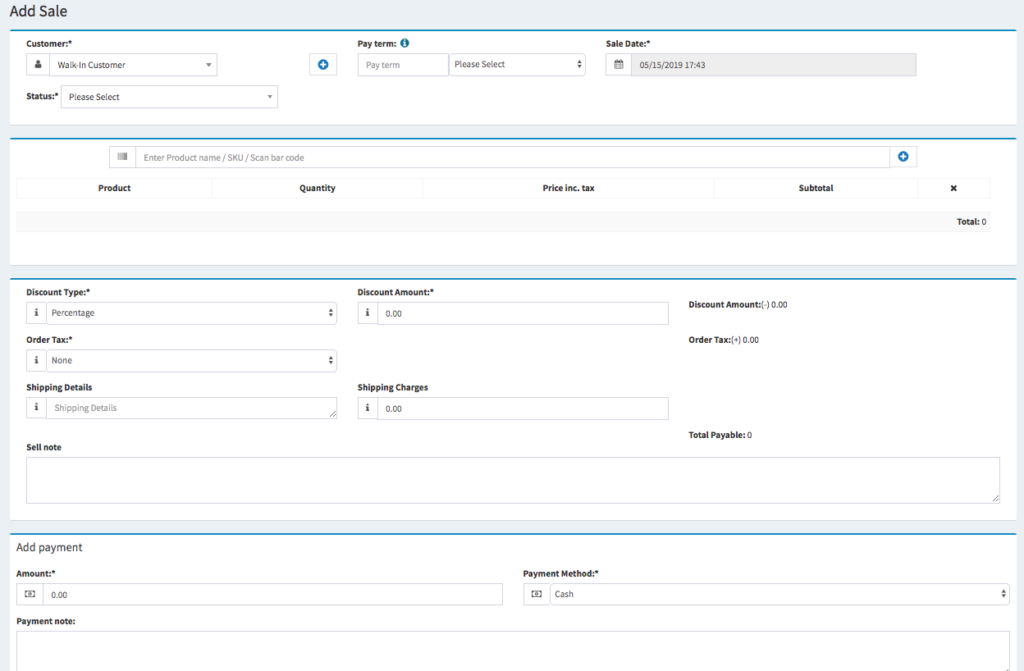 Add Sale
Customer:* Pay term: Sale Date:*
Walk-In Customer Pay term Please Select 05/15/2019 17:43
Status:* Please Select
Enter Product name / SKU / Scan bar code
Product Quantity Price inc. tax Subtotal
Total: 0
Discount Type:* Discount Amount:*
Discount Amount:(-) 0.00
Percentage 0.00
Order Tax:* Order Tax:(+) 0.00
None
Shipping Details Shipping Charges
Shipping Details 0.00
Total Payable: 0
Sell note
Add payment
Amount:* Payment Method:*
0.00 Cash
Payment note: